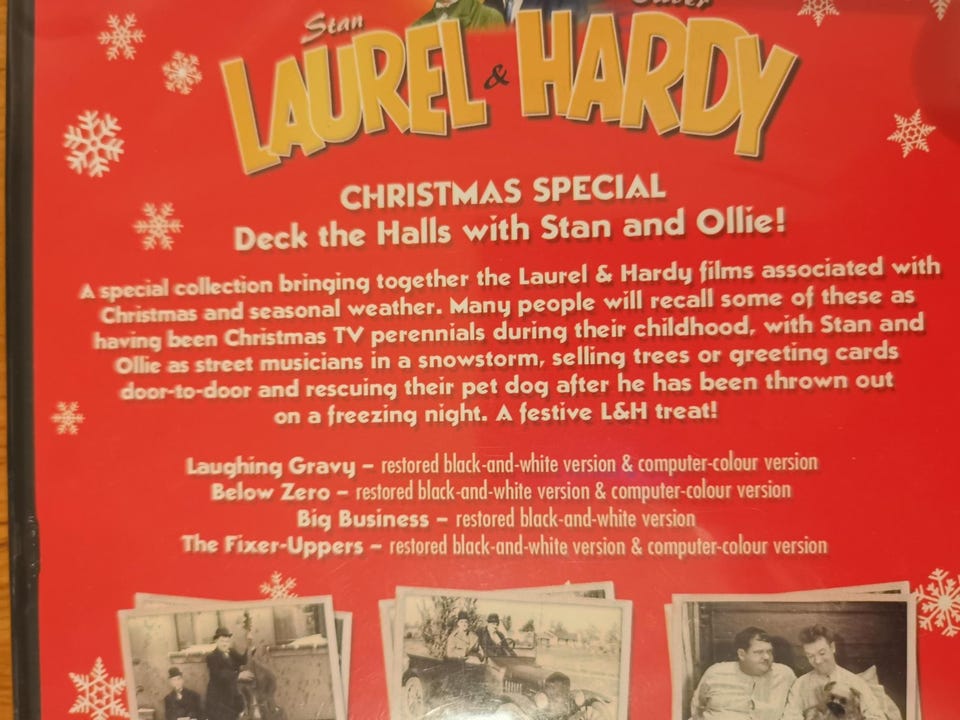 Stan Oliver
LAUREL & HARDY
CHRISTMAS SPECIAL
Deck the Halls with Stan and Ollie!
A special collection bringing together the Laurel & Hardy films associated with
Christmas and seasonal weather. Many people will recall some of these as
having been Christmas TV perennials during their childhood, with Stan and
Ollie as street musicians in a snowstorm, selling trees or greeting cards
door-to-door and rescuing their pet dog after he has been thrown out
on a freezing night. A festive L&H treat!
Laughing Gravy – restored black-and-white version & computer-colour version
Below Zero – restored black-and-white version & computer-colour version
Big Business – restored black-and-white version
The Fixer-Uppers – restored black-and-white version & computer-colour version